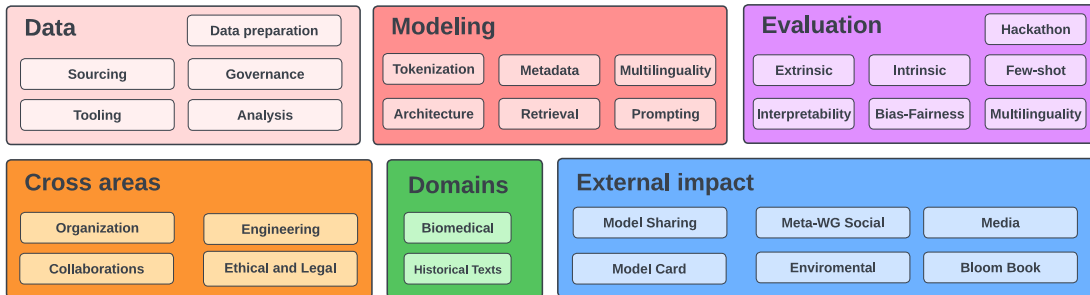 Data
Data preparation
Sourcing
Governance
Tooling
Analysis
Modeling
Tokenization
Metadata
Multilinguality
Architecture
Retrieval
Prompting
Evaluation
Hackathon
Extrinsic
Intrinsic
Few-shot
Interpretability
Bias-Fairness
Multilinguality
Cross areas
Organization
Engineering
Collaborations
Ethical and Legal
Domains
Biomedical
Historical Texts
External impact
Model Sharing
Meta-WG Social
Media
Model Card
Enviromental
Bloom Book